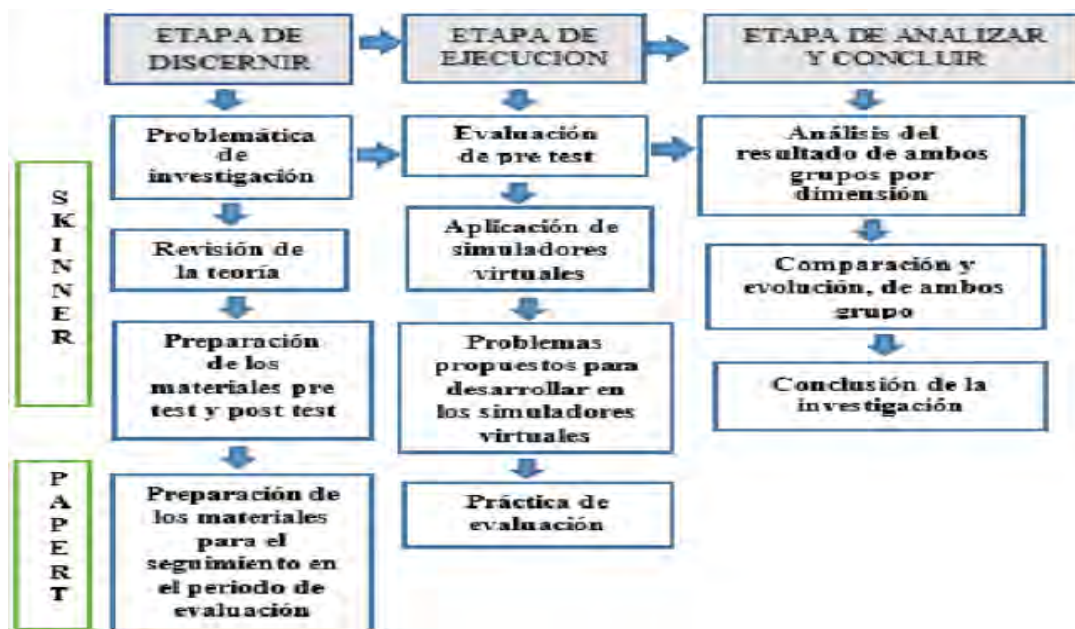 ETAPA DE
DISCERNIR
ETAPA DE
EJECUCION
ETAPA DE ANALIZAR
Y CONCLUIR
SKINNER
Problemática
de
investigación
Evaluación
de pre test
Análisis del
resultado de ambos
grupos por
dimensión
Revisión de
la teoría
Aplicación de
simuladores
virtuales
Comparación y
evolución, de ambos
grupo
Preparación
de los
materiales pre
test y post test
Problemas
propuestos para
desarrollar en
los simuladores
virtuales
Conclusión de la
investigación
PAPERT
Preparación de
los materiales
para el
seguimiento en
el periodo de
evaluación
Práctica de
evaluación